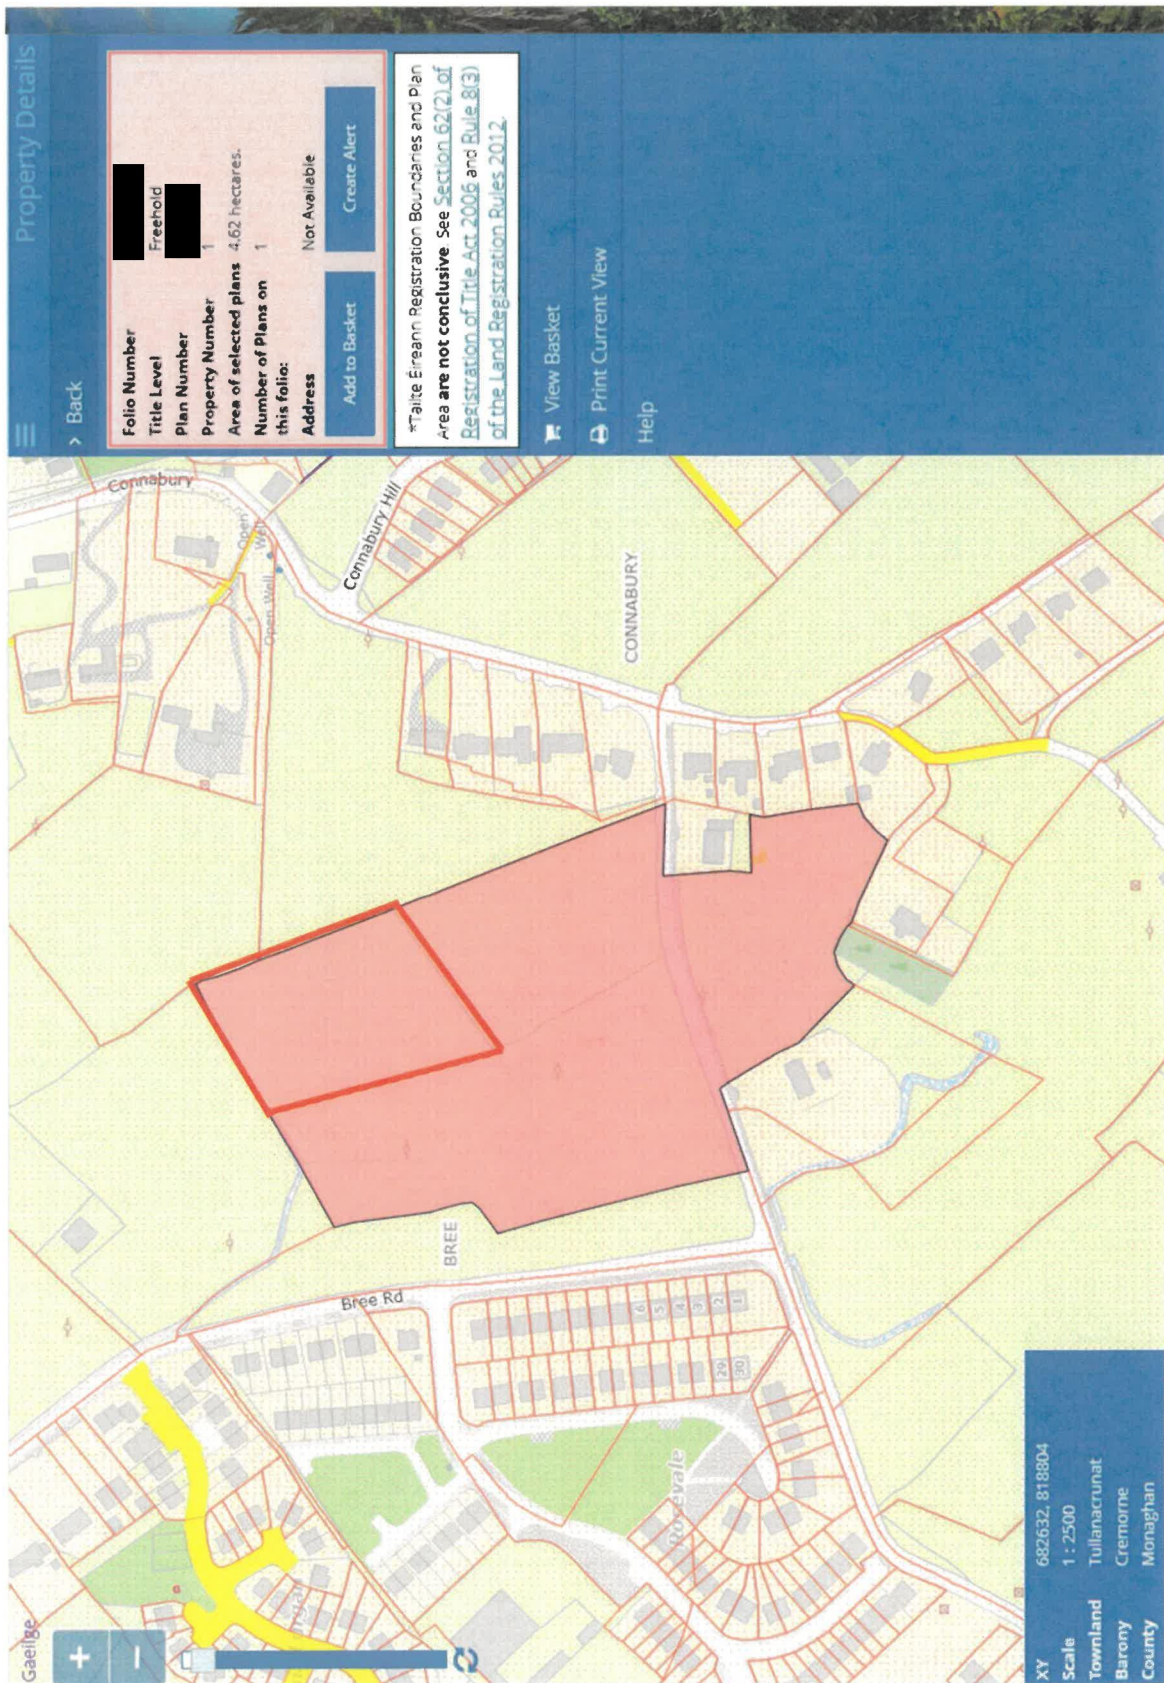 Gaeilge
Property Details
Back
Folio Number
Title Level Freehold
Plan Number
Property Number 1
Area of selected plans 4.62 hectares.
Number of Plans on 1
this folio:
Address Not Available
Add to Basket Create Alert
*Tailte Éireann Registration Boundaries and Plan
Area are not conclusive. See Section 62(2) of
Registration of Title Act 2006 and Rule 8(3)
of the Land Registration Rules 2012.
View Basket
Print Current View
Help
Connabury
Open
Well
Open Well
Connabury Hill
CONNABURY
BREE
Bree Rd
6
5
4
3
2
1
29
30
Rosevale
XY 682632, 818804
Scale 1 : 2500
Townland Tullanacrunat
Barony Cremorne
County Monaghan